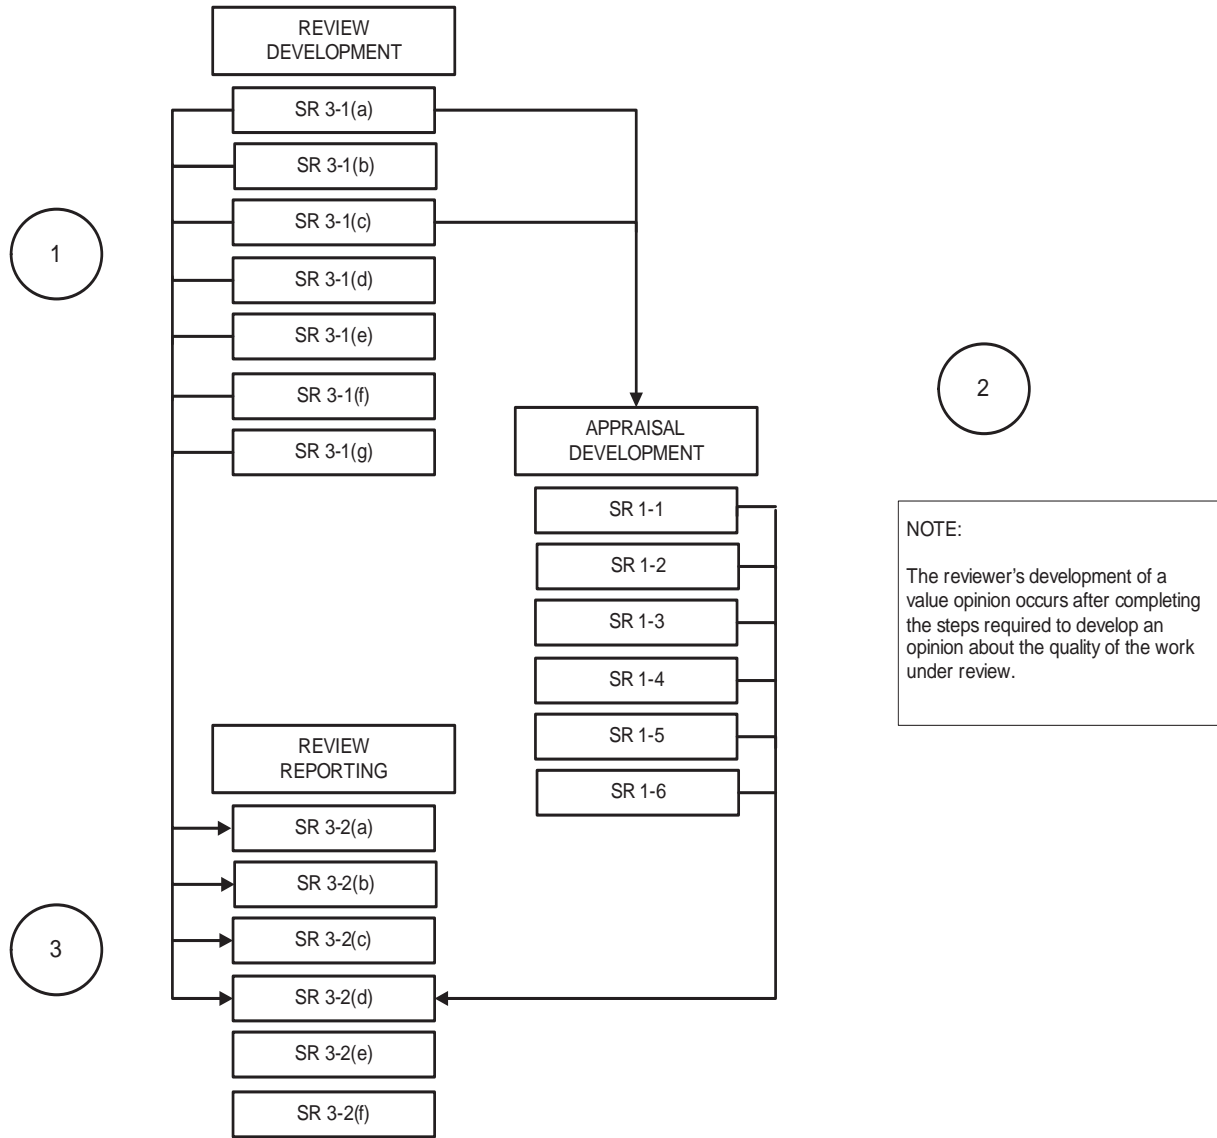 REVIEW
DEVELOPMENT
SR 3-1(a)
SR 3-1(b)
SR 3-1(c)
SR 3-1(d)
SR 3-1(e)
SR 3-1(f)
SR 3-1(g)
1
APPRAISAL
DEVELOPMENT
SR 1-1
SR 1-2
SR 1-3
SR 1-4
SR 1-5
SR 1-6
2
NOTE:
The reviewer's development of a
value opinion occurs after completing
the steps required to develop an
opinion about the quality of the work
under review.
REVIEW
REPORTING
SR 3-2(a)
SR 3-2(b)
SR 3-2(c)
SR 3-2(d)
SR 3-2(e)
SR 3-2(f)
3